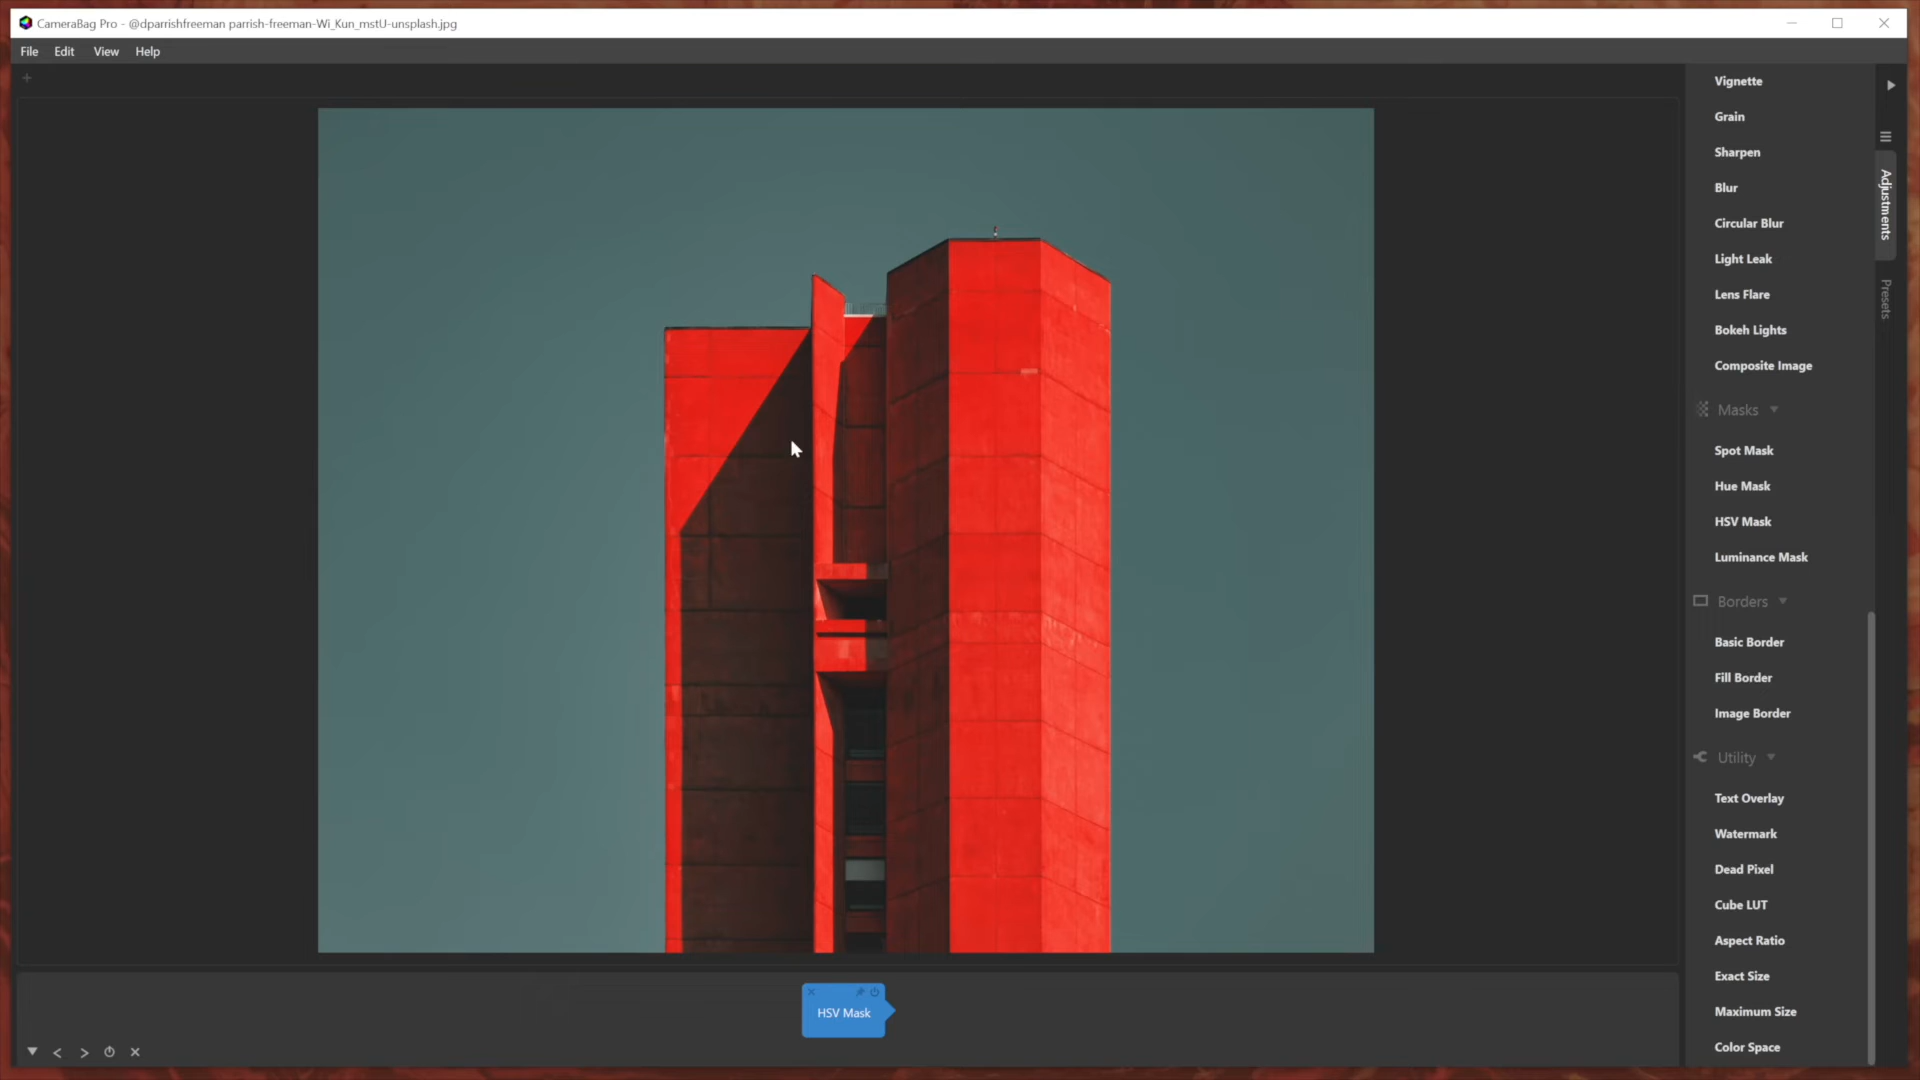 CameraBag Pro - @dparrishfreeman parrish-freeman-Wi_Kun_mstU-unsplash.jpg
File Edit View Help
Vignette
Grain
Sharpen
Blur
Circular Blur
Light Leak
Lens Flare
Bokeh Lights
Composite Image
Masks
Spot Mask
Hue Mask
HSV Mask
Luminance Mask
Borders
Basic Border
Fill Border
Image Border
Utility
Text Overlay
Watermark
Dead Pixel
Cube LUT
Aspect Ratio
Exact Size
Maximum Size
Color Space
Adjustments
Presets
HSV Mask